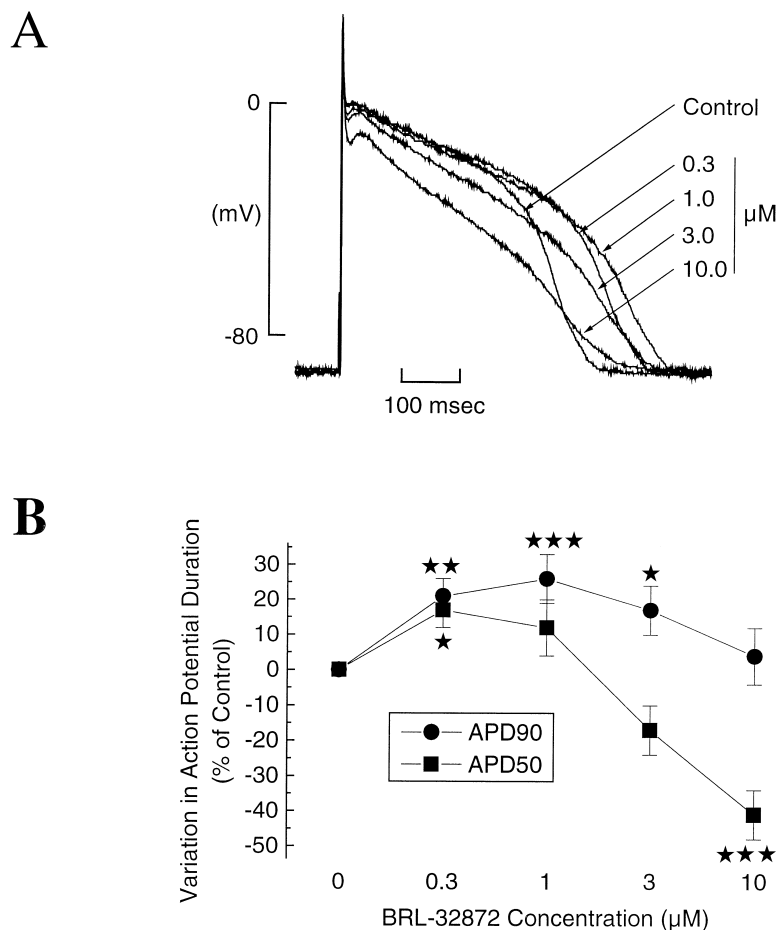 A
0
(mV)
-80
Control
0.3
1.0
3.0
10.0
µM
100 msec
B
Variation in Action Potential Duration
(% of Control)
30
20
10
0
-10
-20
-30
-40
-50
★★
★
★★★
★
★★★
APD90
APD50
0 0.3 1 3 10
BRL-32872 Concentration (µM)